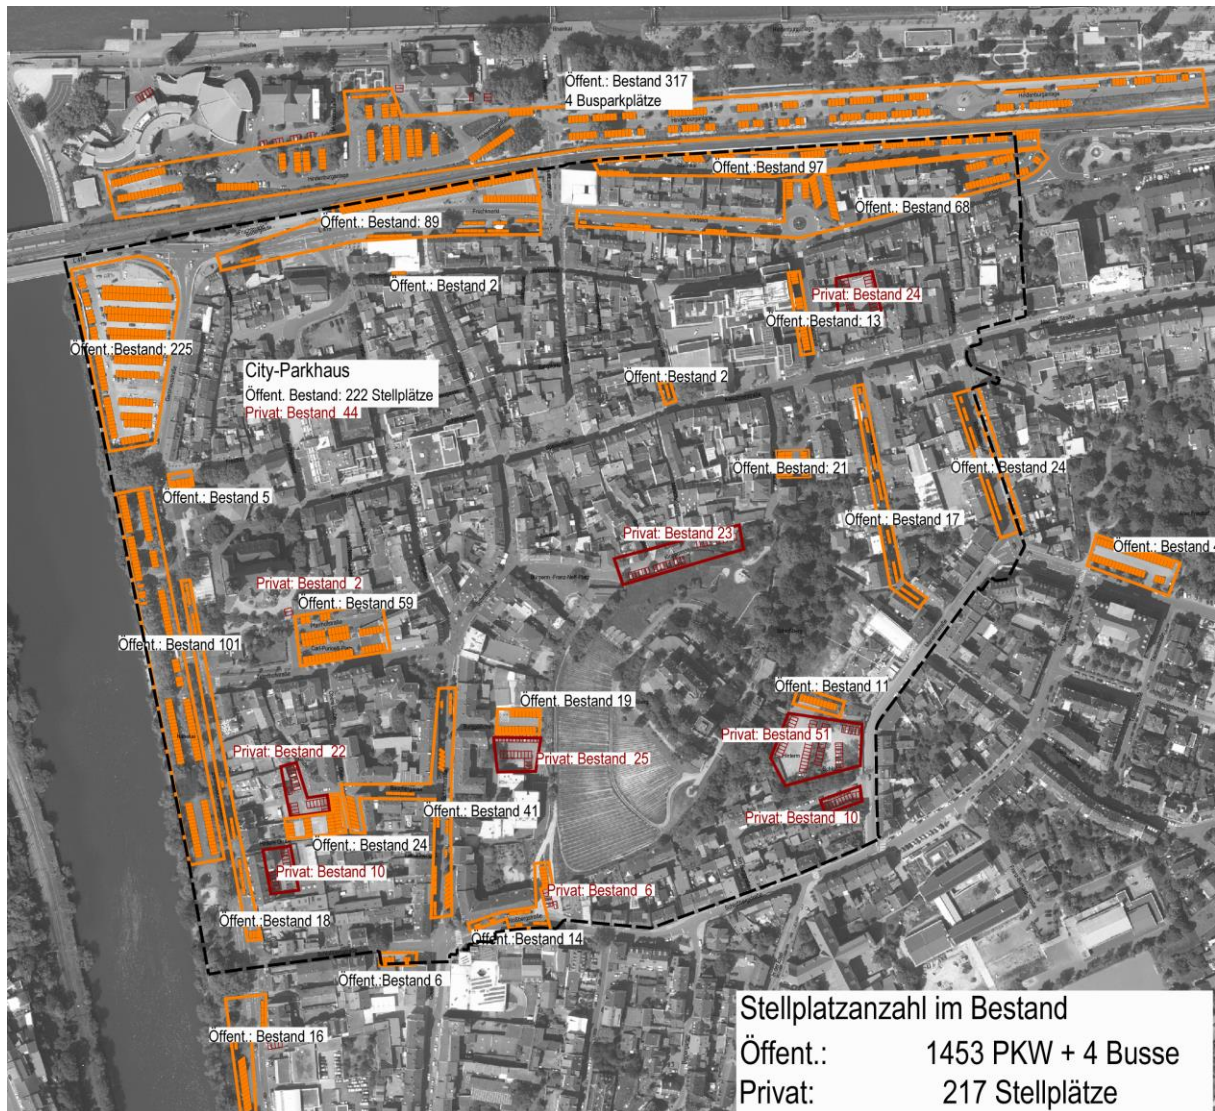 Öffent.: Bestand 317
4 Busparkplätze
Öffent.: Bestand 97
Öffent.: Bestand 68
Öffent.: Bestand: 89
Öffent.: Bestand 2
Privat: Bestand 24
Öffent.:Bestand: 13
Öffent.:Bestand: 225
City-Parkhaus
Öffent. Bestand: 222 Stellplätze
Privat: Bestand 44
Öffent.: Bestand 2
Öffent. Bestand: 21
Öffent.: Bestand 24
Öffent.: Bestand 5
Öffent.: Bestand 17
Privat: Bestand 23
Öffent.: Bestand
Privat: Bestand 2
Öffent.: Bestand 59
Öffent.: Bestand 101
Öffent.: Bestand 11
Öffent. Bestand 19
Privat: Bestand 51
Privat: Bestand 22
Privat: Bestand 25
Öffent.: Bestand 41
Privat: Bestand 10
Öffent.: Bestand 24
Privat: Bestand 10
Privat: Bestand 6
Öffent.: Bestand 18
Öffent.:Bestand 14
Öffent.:Bestand 6
Öffent.: Bestand 16
Stellplatzanzahl im Bestand
Öffent.: 1453 PKW + 4 Busse
Privat: 217 Stellplätze